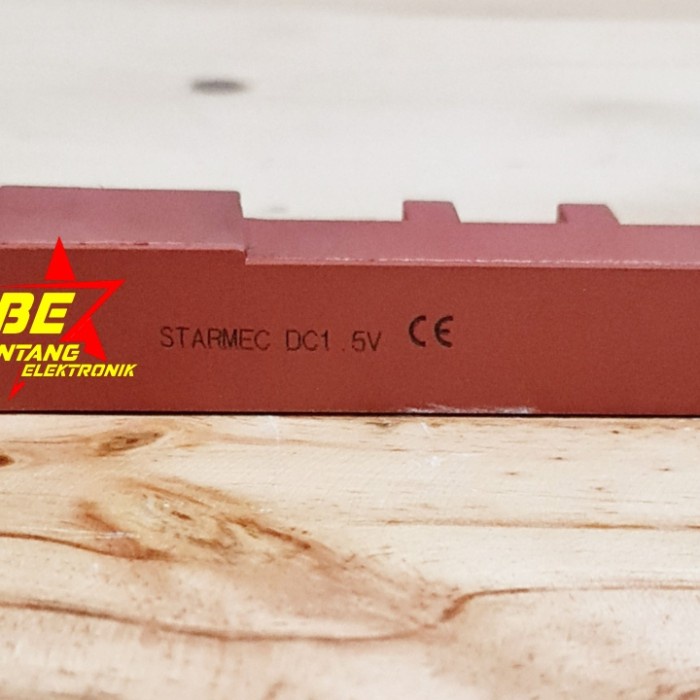 BE
NTANG
ELEKTRONIK
STARMEC DC1.5V CE